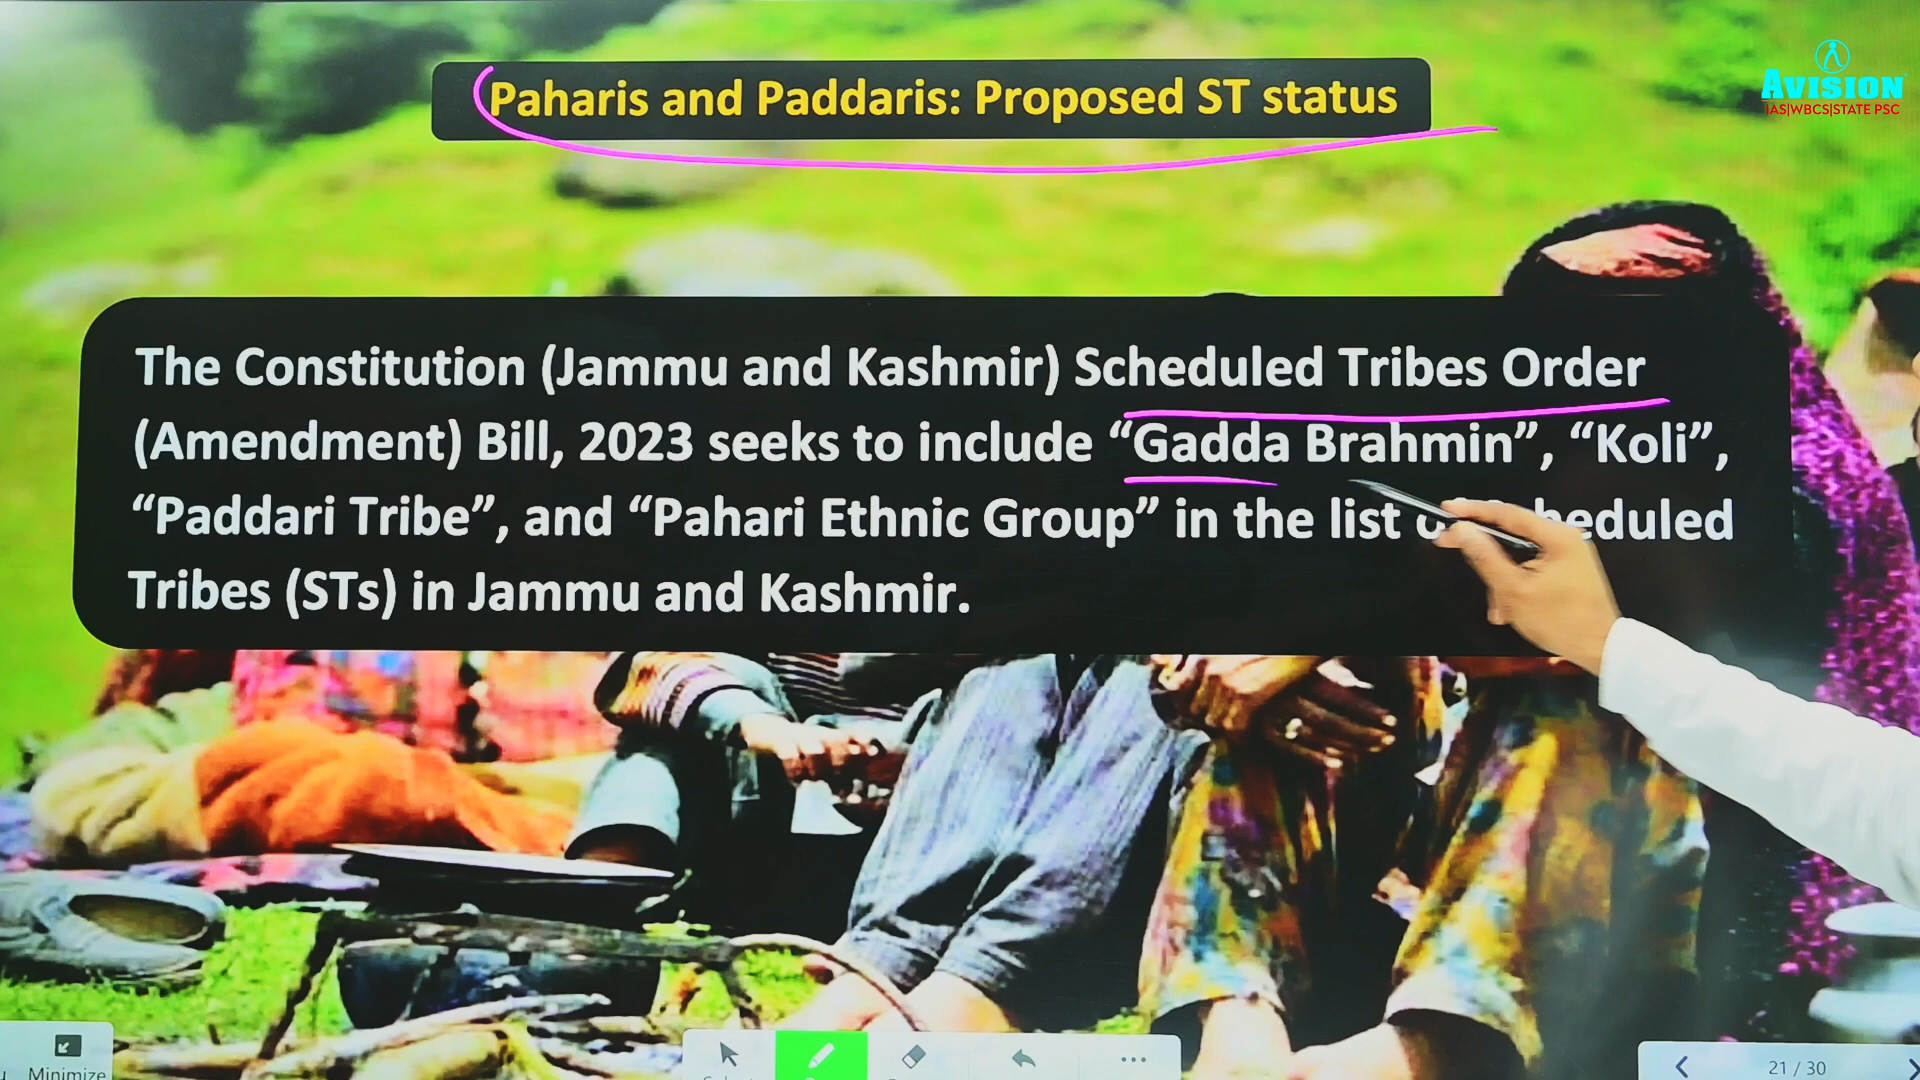 Paharis and Paddaris: Proposed ST status
AVISION
IAS|WBCS|STATE PSC
The Constitution (Jammu and Kashmir) Scheduled Tribes Order
(Amendment) Bill, 2023 seeks to include “Gadda Brahmin”, “Koli”,
“Paddari Tribe”, and “Pahari Ethnic Group” in the list
Tribes (STs) in Jammu and Kashmir.
Minimize
21 / 30